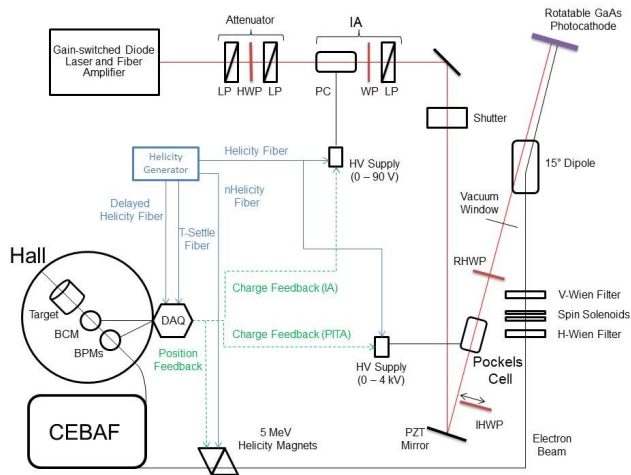 Rotatable GaAs
Photocathode
Attenuator
IA
Gain-switched Diode
Laser and Fiber
Amplifier
LP
HWP
LP
PC
WP
LP
Shutter
Helicity
Generator
Helicity Fiber
HV Supply
(0 – 90 V)
15° Dipole
nHelicity
Fiber
Delayed
Helicity Fiber
T-Settle
Fiber
Vacuum
Window
Hall
RHWP
Target
BCM
BPMs
DAQ
Charge Feedback (IA)
V-Wien Filter
Spin Solenoids
H-Wien Filter
Charge Feedback (PITA)
Position
Feedback
HV Supply
(0 – 4 kV)
Pockels
Cell
CEBAF
5 MeV
Helicity Magnets
PZT
Mirror
IHWP
Electron
Beam